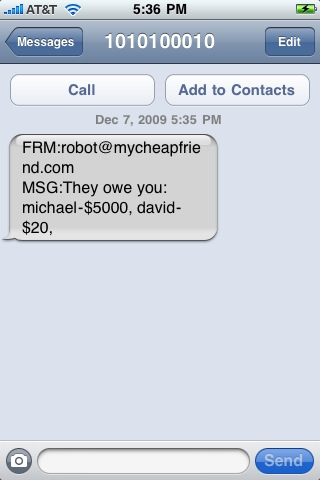 AT&T 5:36 PM
Messages 1010100010 Edit
Call Add to Contacts
Dec 7, 2009 5:35 PM
FRM:robot@mycheapfrie
nd.com
MSG:They owe you:
michael-$5000, david-
$20,
Send